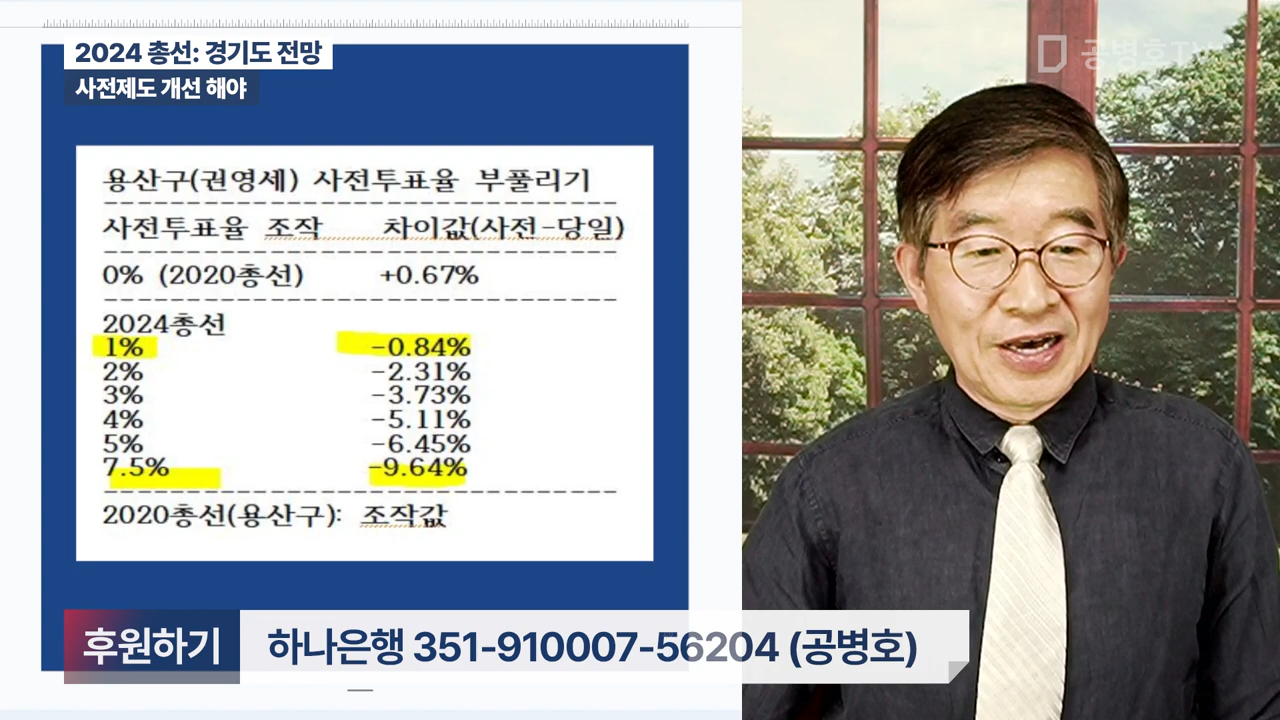 2024 총선: 경기도 전망
사전제도 개선 해야
공병호TV
용산구(권영세) 사전투표율 부풀리기
사전투표율 조작 차이값(사전-당일)
0% (2020총선) +0.67%
2024총선
1% -0.84%
2% -2.31%
3% -3.73%
4% -5.11%
5% -6.45%
7.5% -9.64%
2020총선(용산구): 조작값
후원하기 하나은행 351-910007-56204 (공병호)